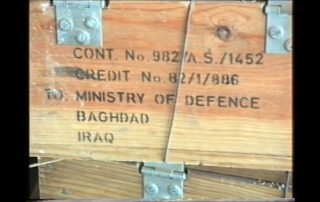 CONT. No. 982/A.S./1452
CREDIT No. 82/1/886
TO: MINISTRY OF DEFENCE
BAGHDAD
IRAQ